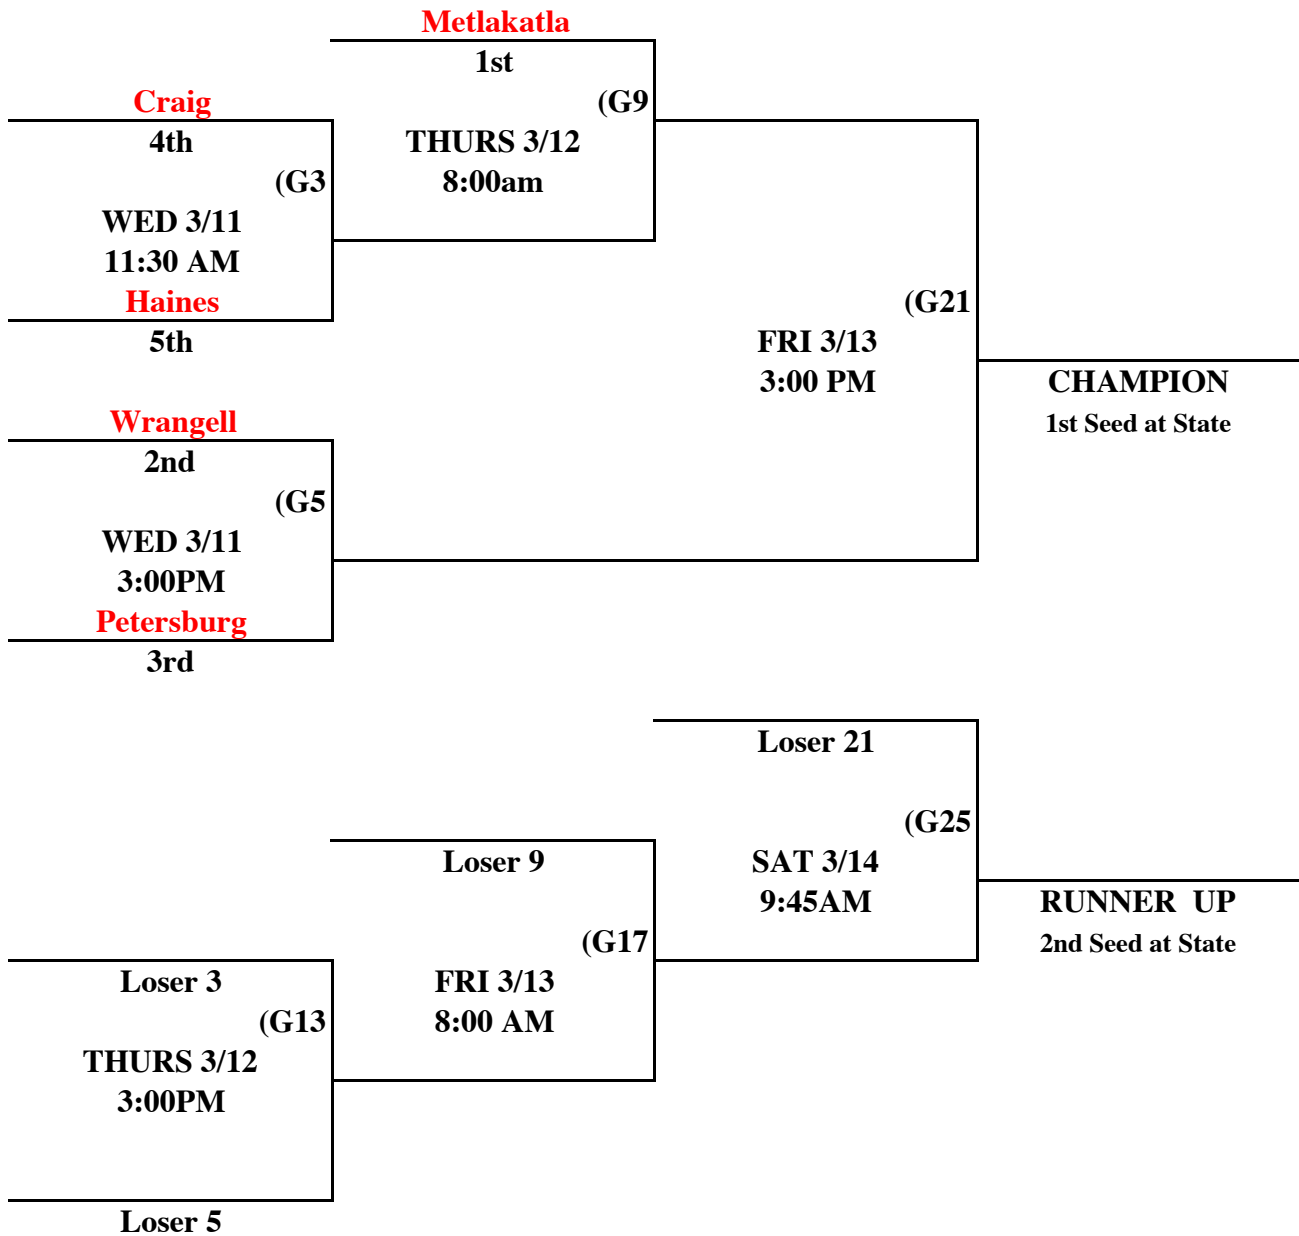 Metlakatla
1st
Craig
(G9
4th
THURS 3/12
(G3
8:00am
WED 3/11
11:30 AM
Haines
(G21
5th
FRI 3/13
3:00 PM
CHAMPION
Wrangell
1st Seed at State
2nd
(G5
WED 3/11
3:00PM
Petersburg
3rd
Loser 21
(G25
Loser 9
SAT 3/14
9:45AM
RUNNER  UP
(G17
2nd Seed at State
Loser 3
FRI 3/13
(G13
8:00 AM
THURS 3/12
3:00PM
Loser 5